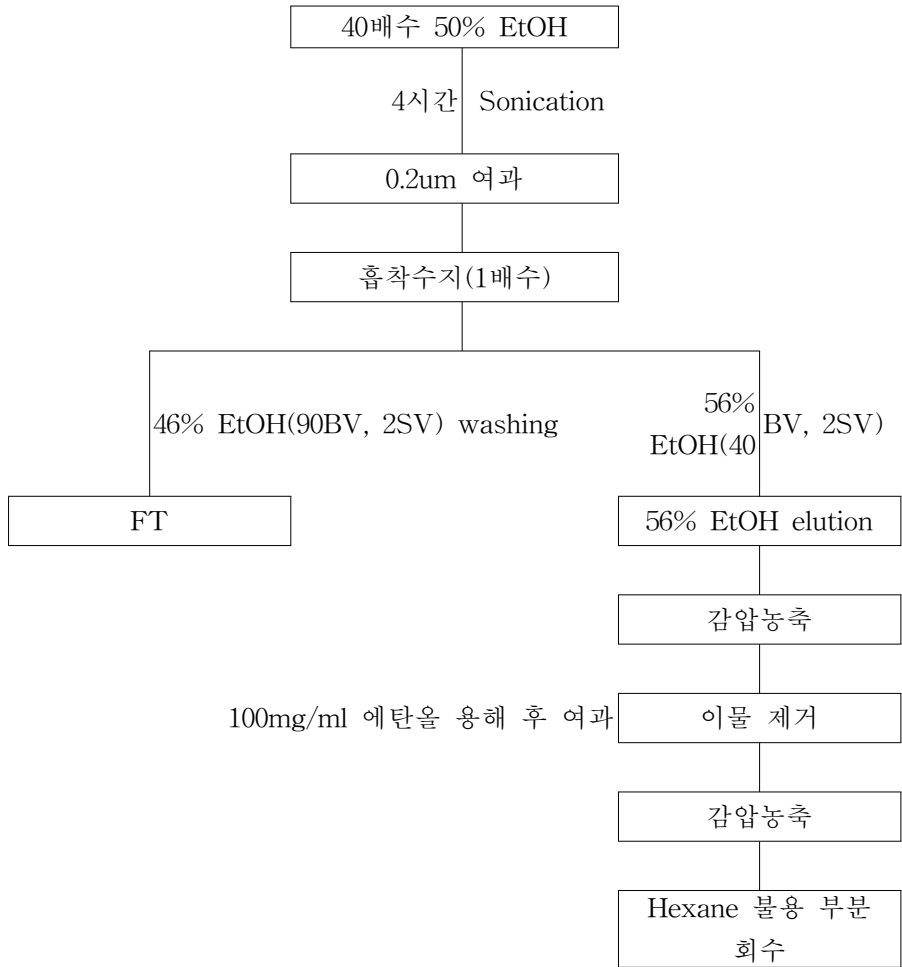 40배수 50% EtOH
4시간 Sonication
0.2um 여과
흡착수지(1배수)
46% EtOH(90BV, 2SV) washing
56%
EtOH(40 BV, 2SV)
FT
56% EtOH elution
감압농축
100mg/ml 에탄올 용해 후 여과
이물 제거
감압농축
Hexane 불용 부분
회수